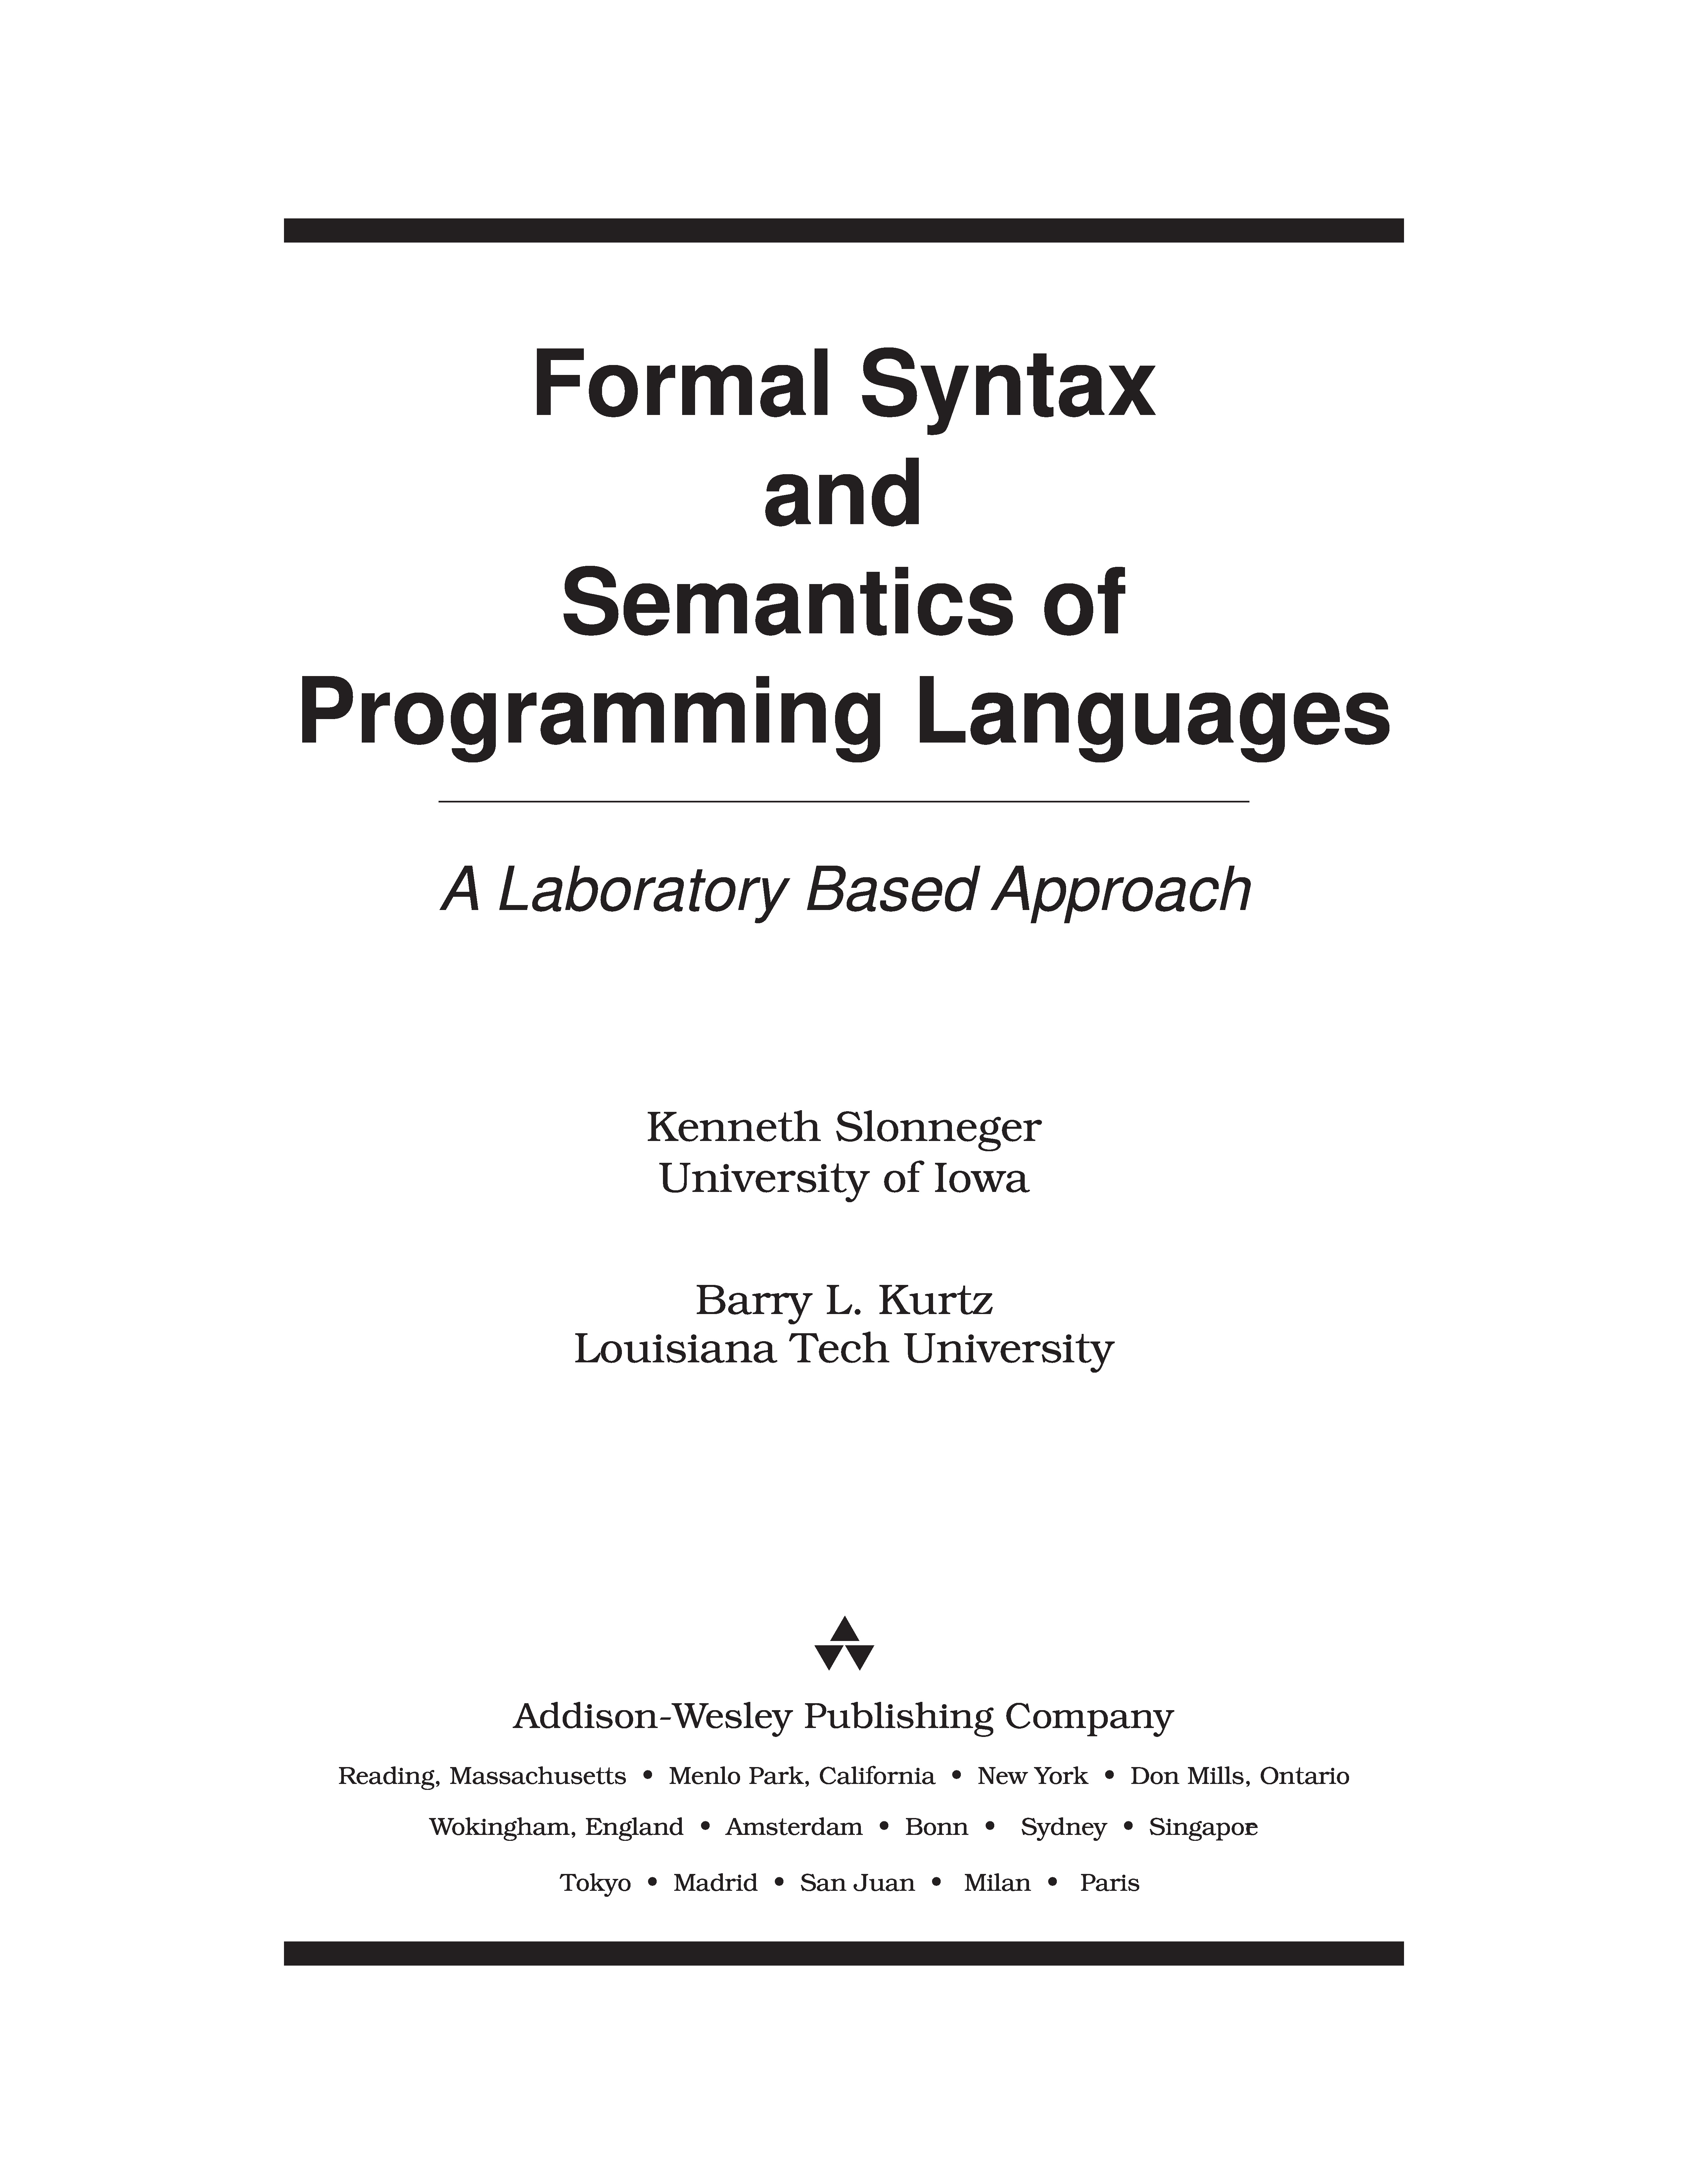 Formal Syntax
and
Semantics of
Programming Languages
A Laboratory Based Approach
Kenneth Slonneger
University of Iowa
Barry L. Kurtz
Louisiana Tech University
Addison-Wesley Publishing Company
Reading, Massachusetts • Menlo Park, California • New York • Don Mills, Ontario
Wokingham, England • Amsterdam • Bonn • Sydney • Singapore
Tokyo • Madrid • San Juan • Milan • Paris